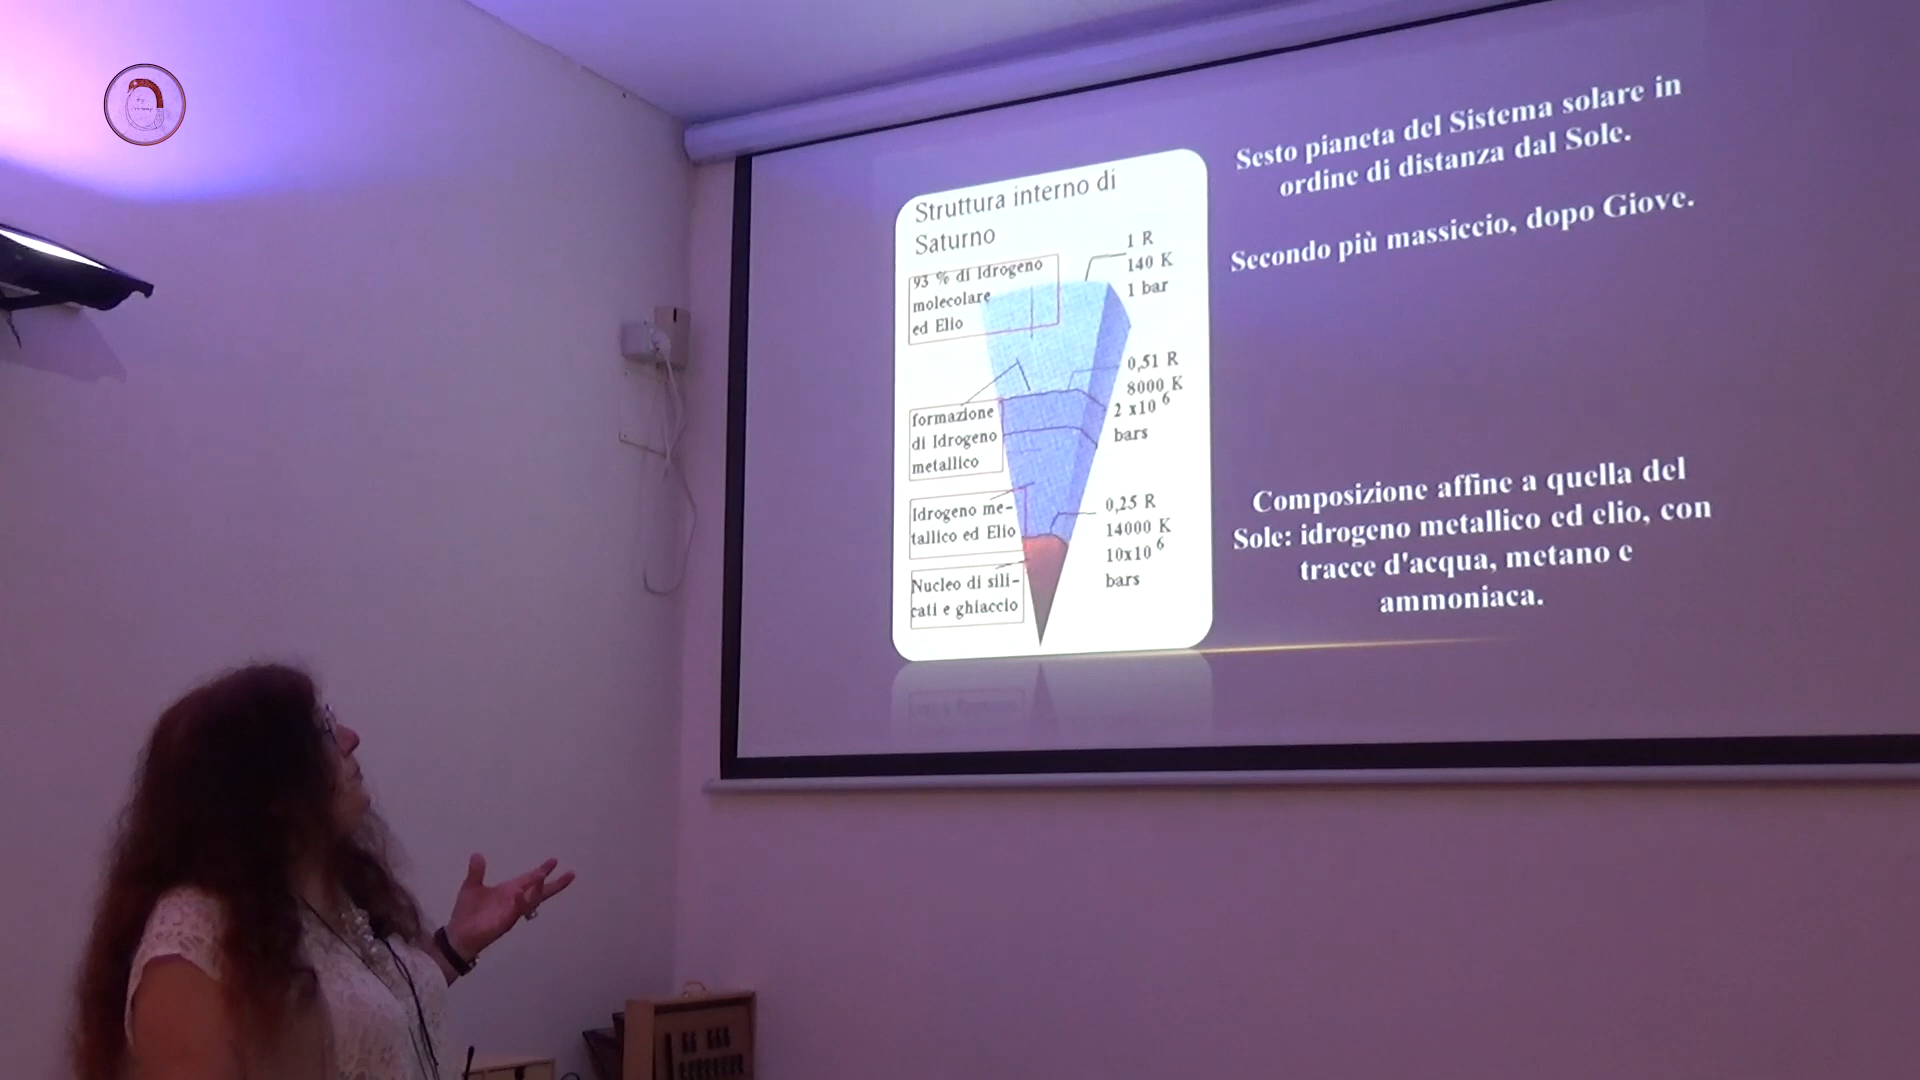 Struttura interno di
Saturno
93 % di Idrogeno
molecolare
ed Elio
1 R
140 K
1 bar
0,51 R
8000 K
2 x10 6
bars
formazione
di Idrogeno
metallico
Idrogeno me-
tallico ed Elio
0,25 R
14000 K
10x10 6
bars
Nucleo di sili-
cati e ghiaccio
Sesto pianeta del Sistema solare in
ordine di distanza dal Sole.
Secondo più massiccio, dopo Giove.
Composizione affine a quella del
Sole: idrogeno metallico ed elio, con
tracce d'acqua, metano e
ammoniaca.